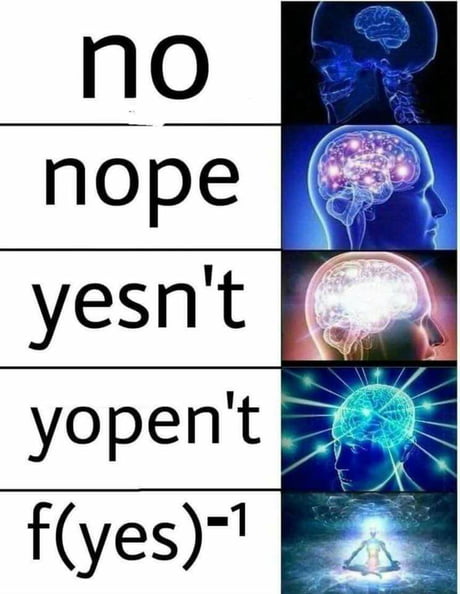 no
nope
yesn't
yopen't
f(yes)⁻¹